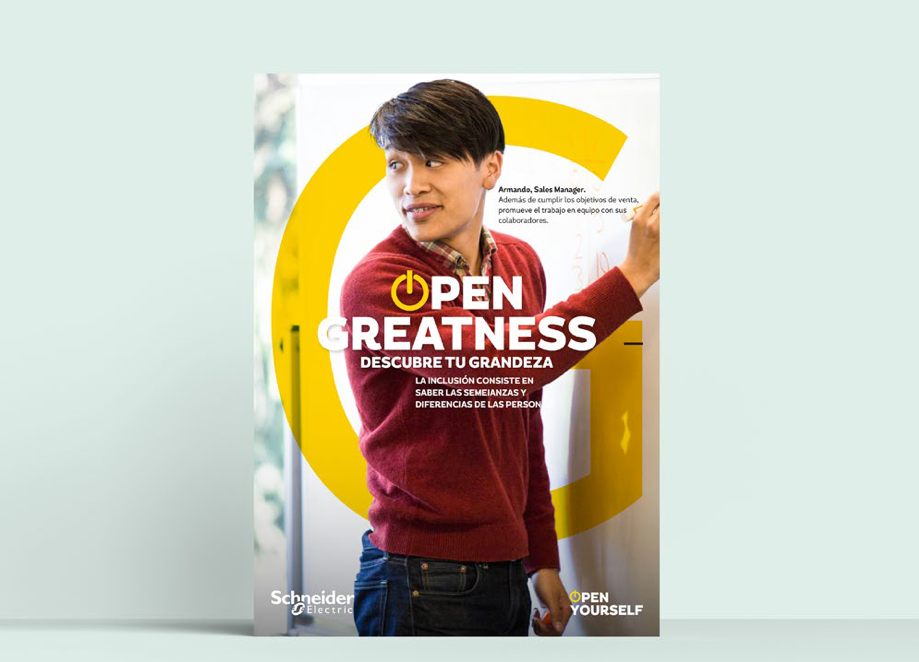 Armando, Sales Manager.
Además de cumplir los objetivos de venta,
promueve el trabajo en equipo con sus
colaboradores.
OPEN
GREATNESS
DESCUBRE TU GRANDEZA
LA INCLUSIÓN CONSISTE EN
SABER LAS SEMEJANZAS Y
DIFERENCIAS DE LAS PERSON
Schneider
Electric
OPEN
YOURSELF